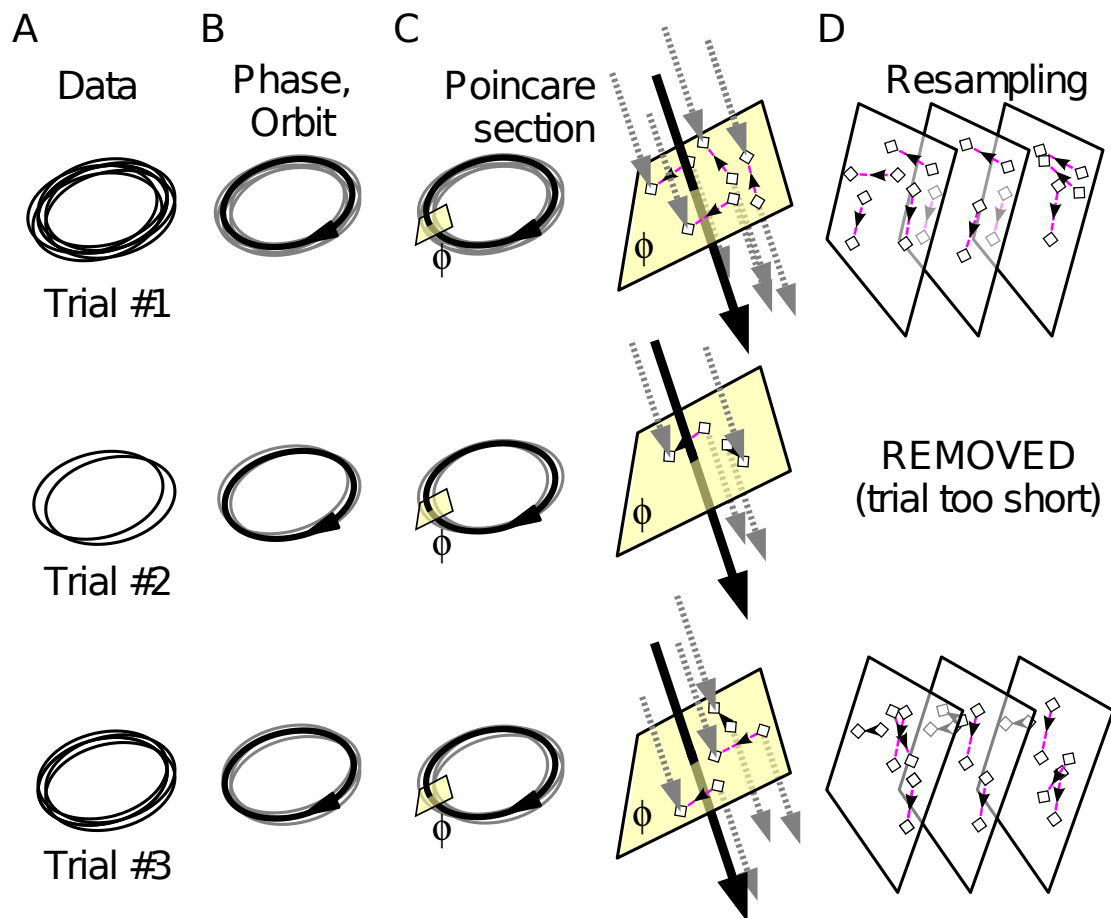 A
B
C
D
Data
Phase,
Orbit
Poincare
section
Resampling
ϕ
ϕ
Trial #1
ϕ
ϕ
REMOVED
(trial too short)
Trial #2
ϕ
ϕ
Trial #3